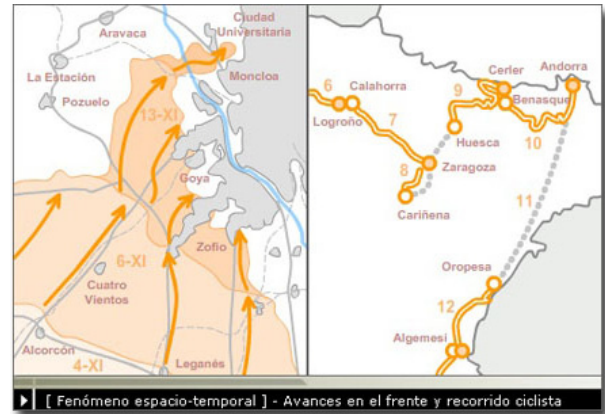 Ciudad
Universitaria
Aravaca
La Estación
Moncloa
Pozuelo
13-XI
Goya
Zofio
6-XI
Cuatro
Vientos
Alcorcón
4-XI
Leganés
Cerler
Andorra
6
Calahorra
9
Benasque
Logroño
7
Huesca
10
8
Zaragoza
Cariñena
11
Oropesa
12
Algemesí
[ Fenómeno espacio-temporal ] - Avances en el frente y recorrido ciclista